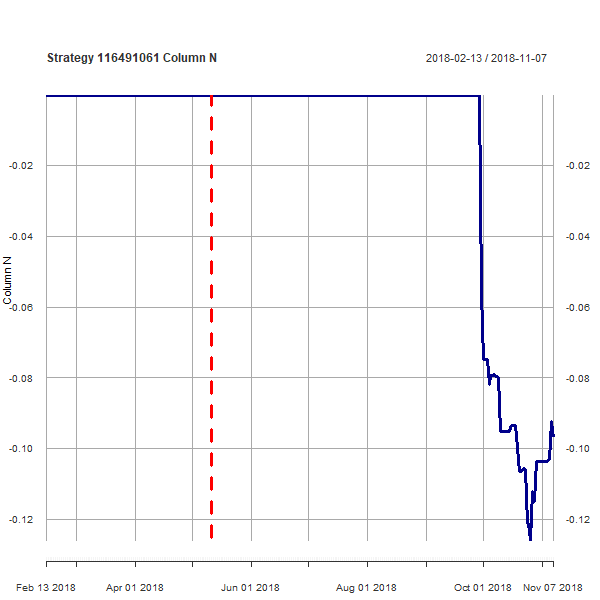 Strategy 116491061 Column N
2018-02-13 / 2018-11-07
-0.02 -0.02
-0.04 -0.04
Column N
-0.06 -0.06
-0.08 -0.08
-0.10 -0.10
-0.12 -0.12
Feb 13 2018 Apr 01 2018 Jun 01 2018 Aug 01 2018 Oct 01 2018 Nov 07 2018